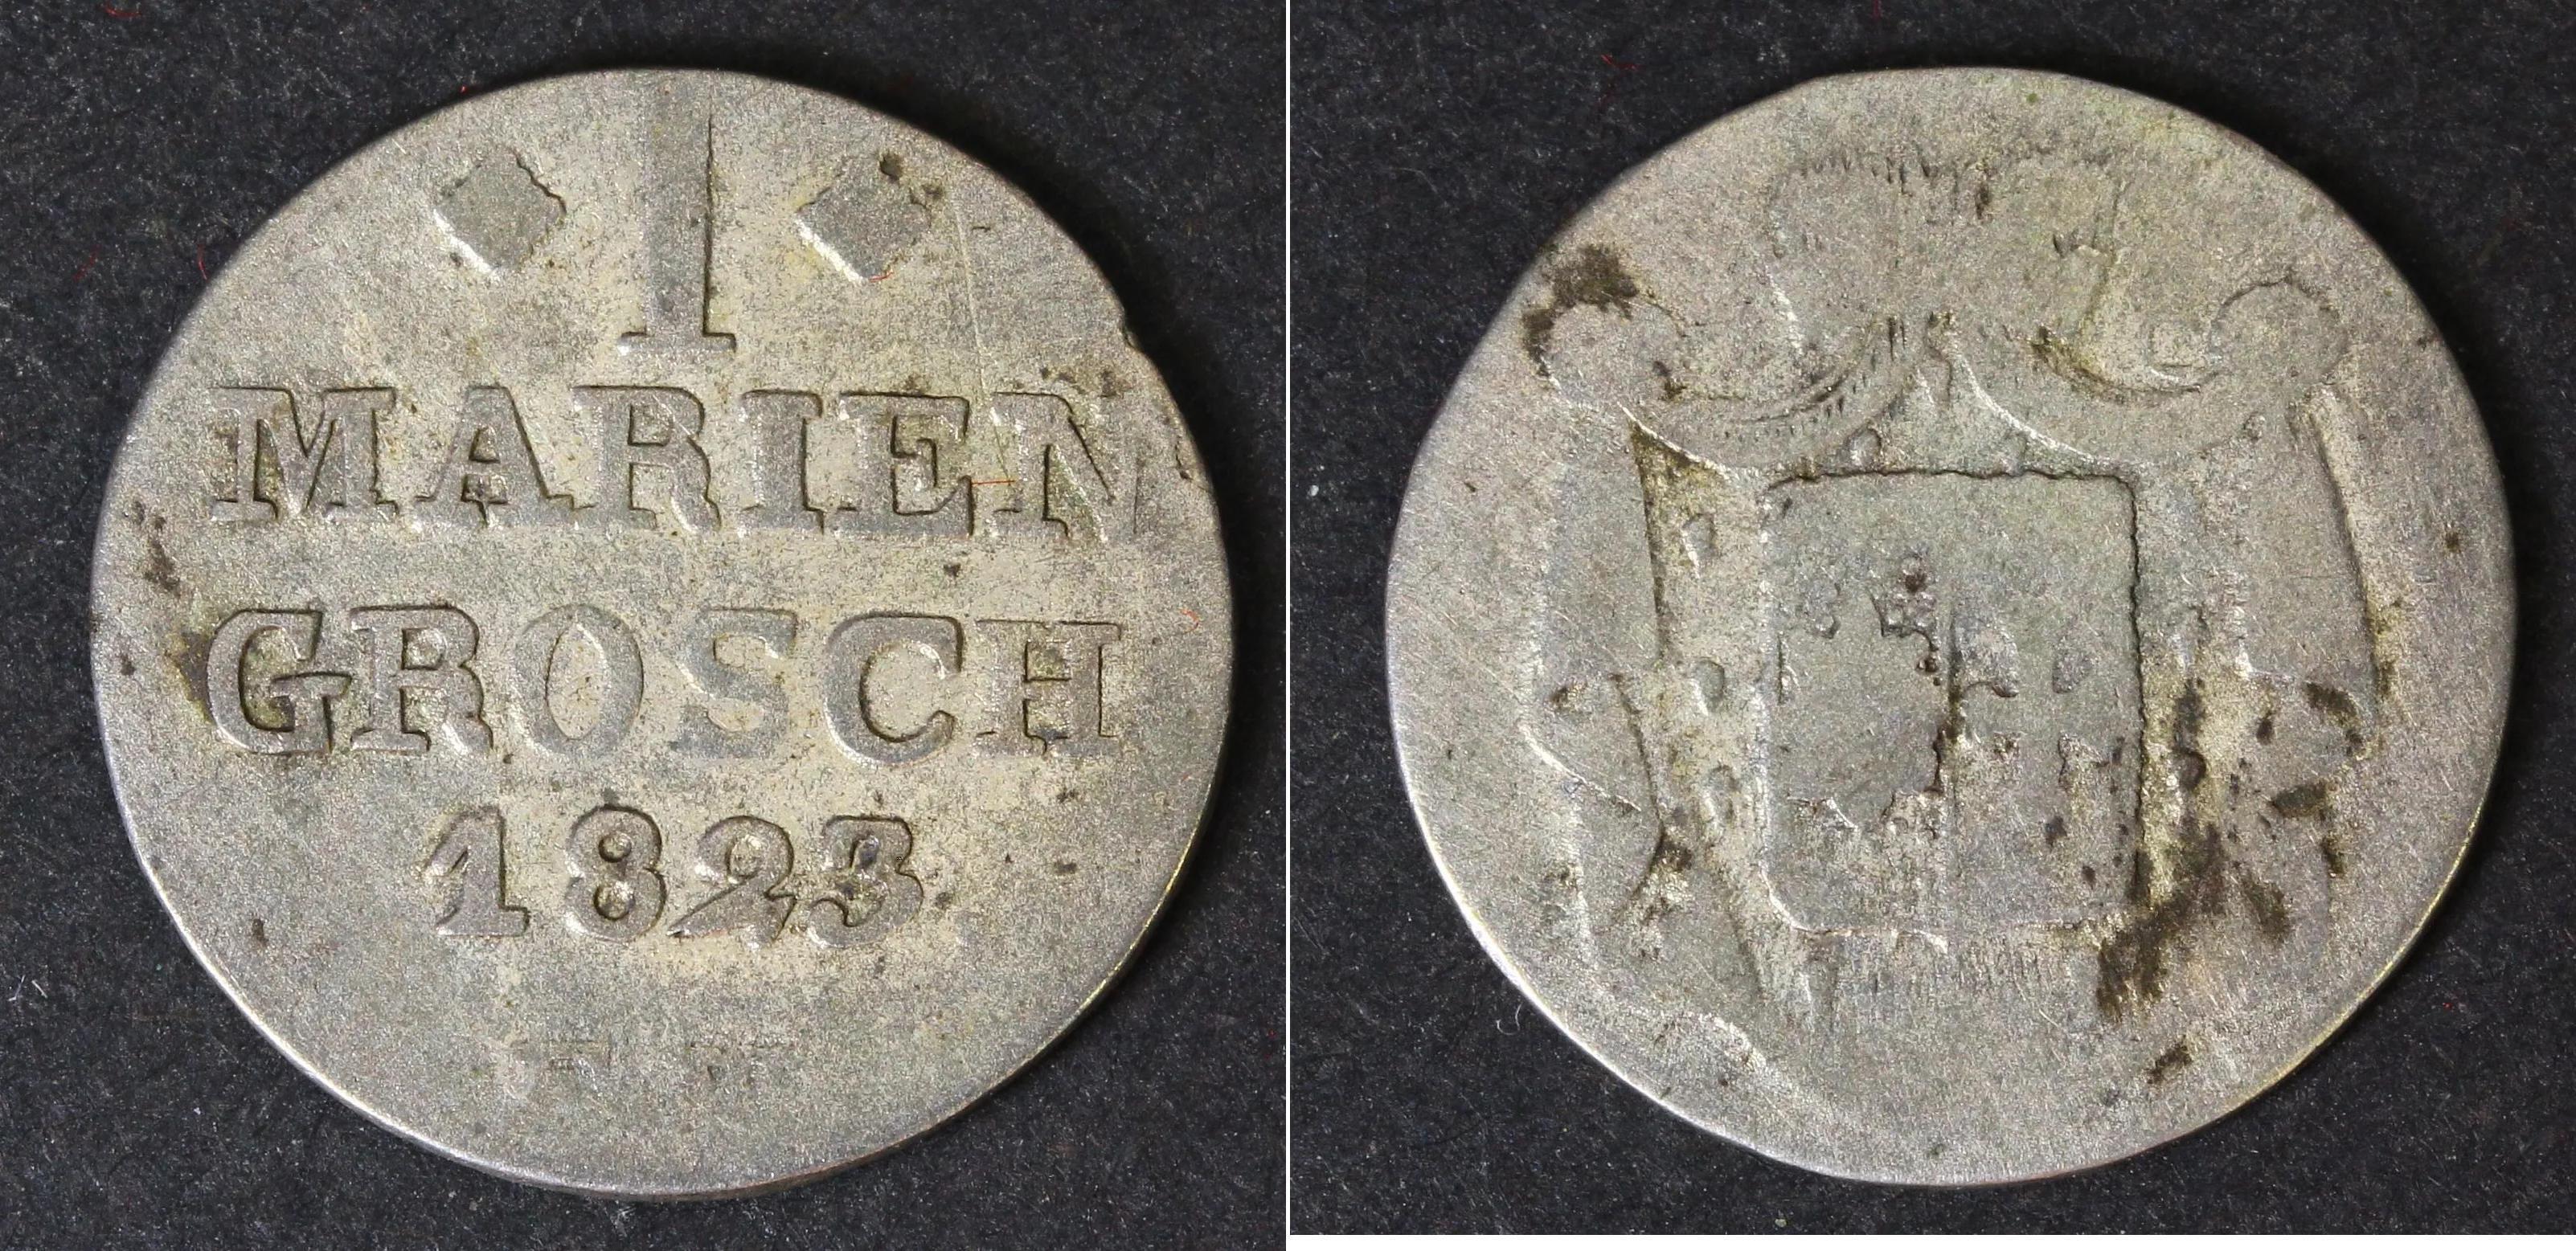 1
MARIEN
GROSCH
1823